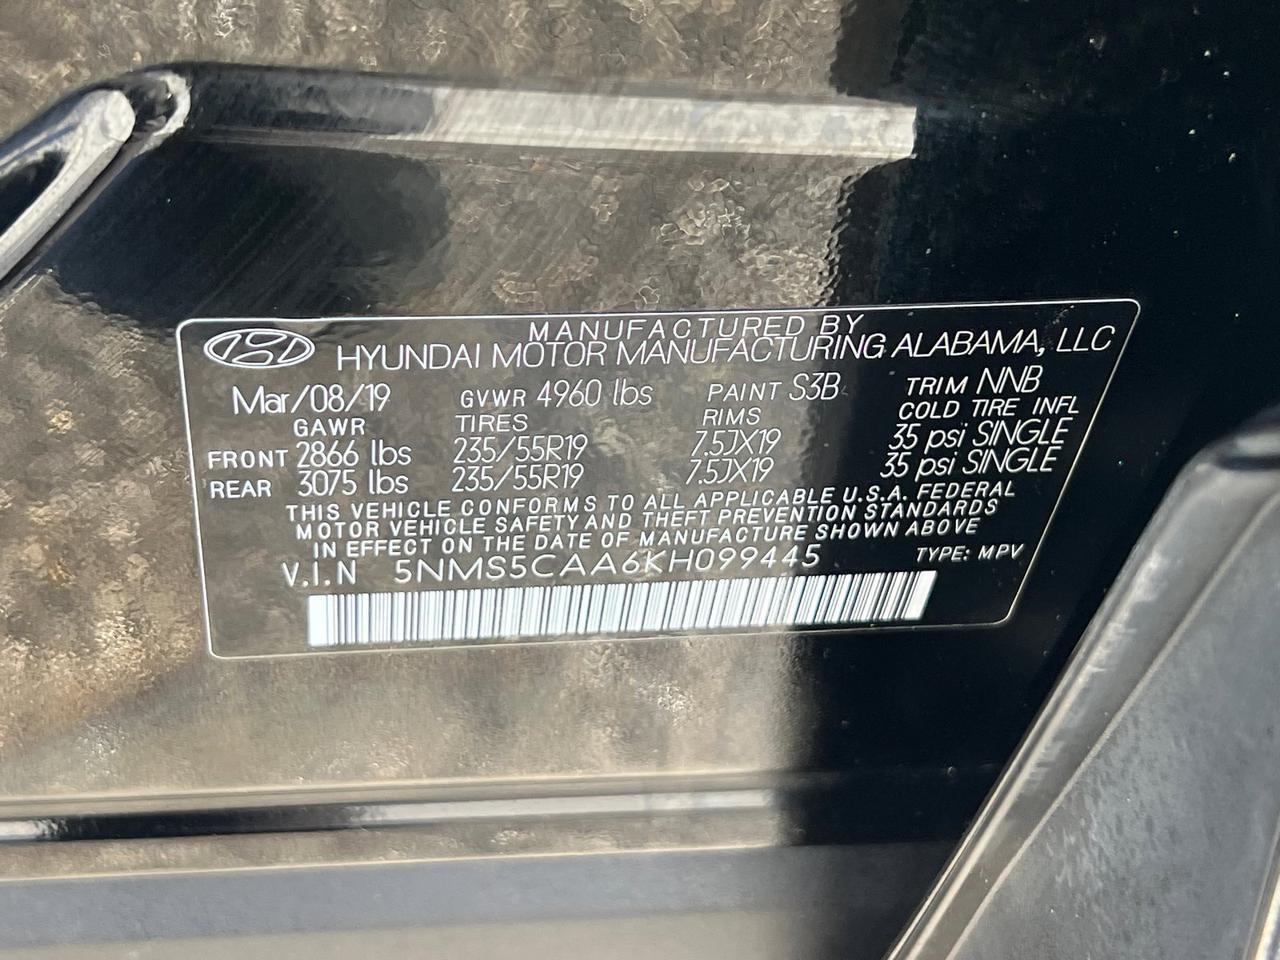 MANUFACTURED BY
HYUNDAI MOTOR MANUFACTURING ALABAMA, LLC
Mar/08/19 GVWR 4960 lbs PAINT S3B TRIM NNB
GAWR TIRES RIMS COLD TIRE INFL
FRONT 2866 lbs 235/55R19 7.5JX19 35 psi SINGLE
REAR 3075 lbs 235/55R19 7.5JX19 35 psi SINGLE
THIS VEHICLE CONFORMS TO ALL APPLICABLE U.S.A. FEDERAL
MOTOR VEHICLE SAFETY AND THEFT PREVENTION STANDARDS
IN EFFECT ON THE DATE OF MANUFACTURE SHOWN ABOVE
V.I.N 5NMS5CAA6KH099445 TYPE: MPV